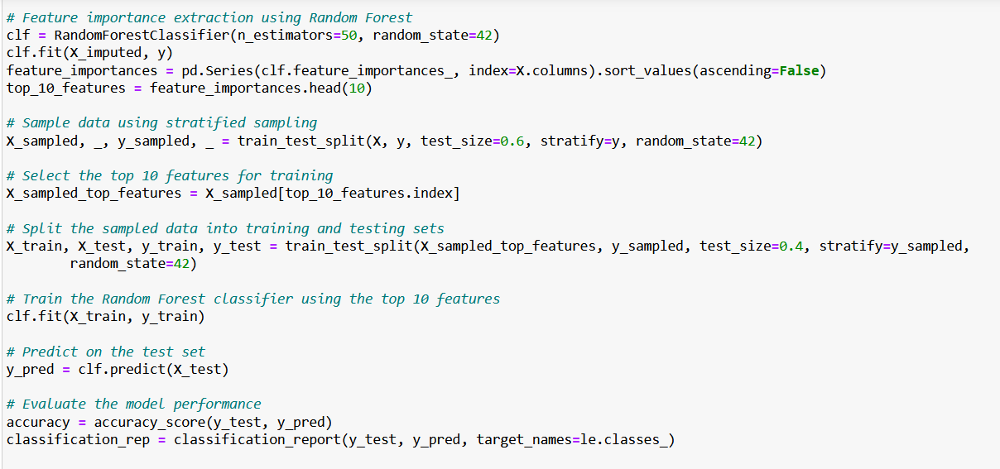 # Feature importance extraction using Random Forest
clf = RandomForestClassifier(n_estimators=50, random_state=42)
clf.fit(X_imputed, y)
feature_importances = pd.Series(clf.feature_importances_, index=X.columns).sort_values(ascending=False)
top_10_features = feature_importances.head(10)
# Sample data using stratified sampling
X_sampled, _, y_sampled, _ = train_test_split(X, y, test_size=0.6, stratify=y, random_state=42)
# Select the top 10 features for training
X_sampled_top_features = X_sampled[top_10_features.index]
# Split the sampled data into training and testing sets
X_train, X_test, y_train, y_test = train_test_split(X_sampled_top_features, y_sampled, test_size=0.4, stratify=y_sampled,
random_state=42)
# Train the Random Forest classifier using the top 10 features
clf.fit(X_train, y_train)
# Predict on the test set
y_pred = clf.predict(X_test)
# Evaluate the model performance
accuracy = accuracy_score(y_test, y_pred)
classification_rep = classification_report(y_test, y_pred, target_names=le.classes_)